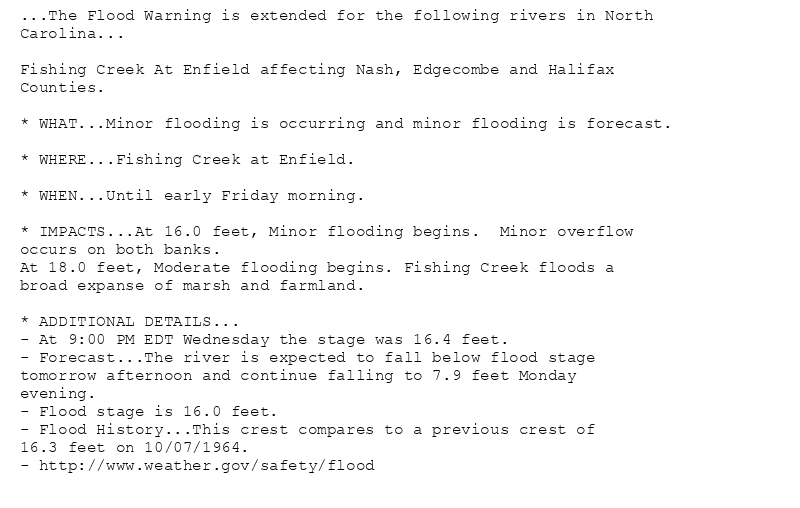 ...The Flood Warning is extended for the following rivers in North
Carolina...
Fishing Creek At Enfield affecting Nash, Edgecombe and Halifax
Counties.
* WHAT...Minor flooding is occurring and minor flooding is forecast.
* WHERE...Fishing Creek at Enfield.
* WHEN...Until early Friday morning.
* IMPACTS...At 16.0 feet, Minor flooding begins.  Minor overflow
occurs on both banks.
At 18.0 feet, Moderate flooding begins. Fishing Creek floods a
broad expanse of marsh and farmland.
* ADDITIONAL DETAILS...
- At 9:00 PM EDT Wednesday the stage was 16.4 feet.
- Forecast...The river is expected to fall below flood stage
tomorrow afternoon and continue falling to 7.9 feet Monday
evening.
- Flood stage is 16.0 feet.
- Flood History...This crest compares to a previous crest of
16.3 feet on 10/07/1964.
- http://www.weather.gov/safety/flood